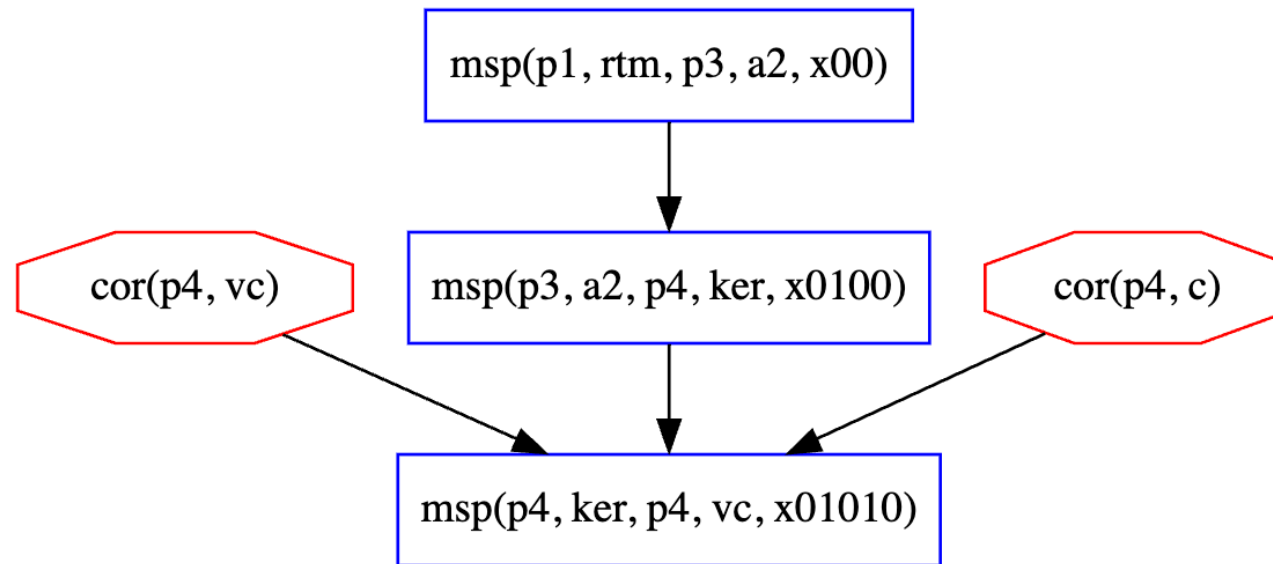 msp(p1, rtm, p3, a2, x00)
cor(p4, vc)
msp(p3, a2, p4, ker, x0100)
cor(p4, c)
msp(p4, ker, p4, vc, x01010)